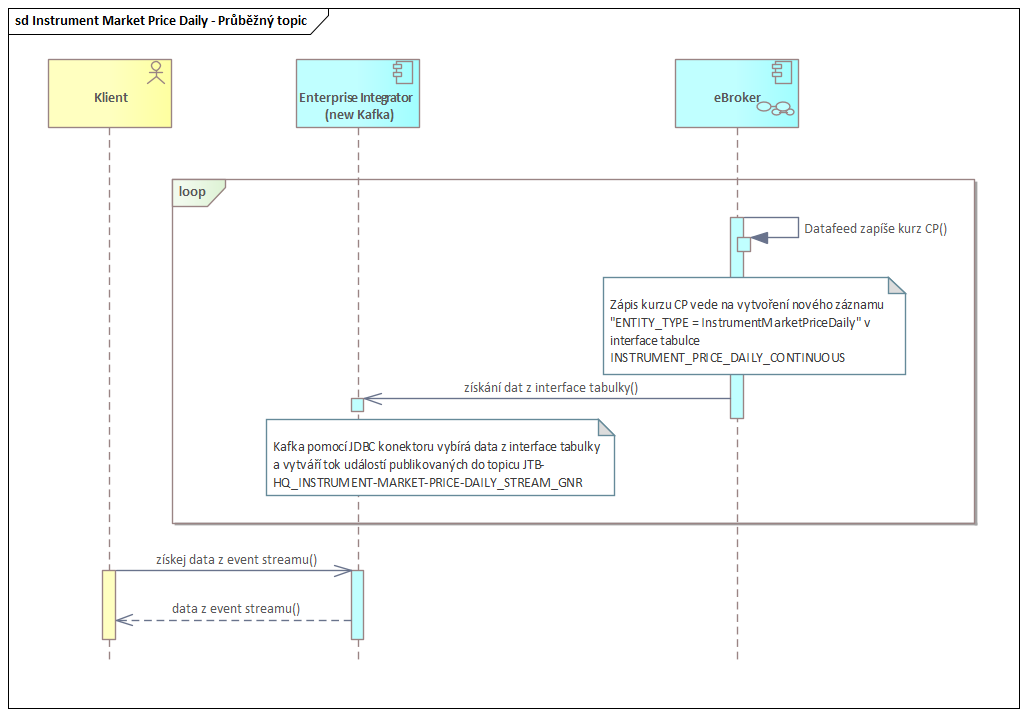 sd Instrument Market Price Daily - Průběžný topic
Klient
Enterprise Integrator
(new Kafka)
eBroker
loop
Datafeed zapíše kurz CP()
Zápis kurzu CP vede na vytvoření nového záznamu
"ENTITY_TYPE = InstrumentMarketPriceDaily" v
interface tabulce
INSTRUMENT_PRICE_DAILY_CONTINUOUS
získání dat z interface tabulky()
Kafka pomocí JDBC konektoru vybírá data z interface tabulky
a vytváří tok událostí publikovaných do topicu JTB-
HQ_INSTRUMENT-MARKET-PRICE-DAILY_STREAM_GNR
získej data z event streamu()
data z event streamu()